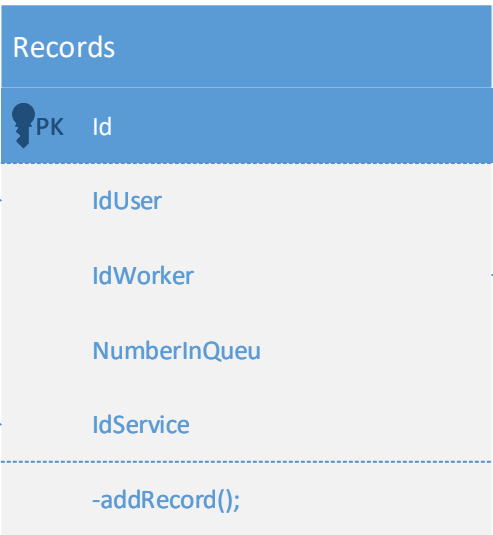 Records
PK Id
IdUser
IdWorker
NumberInQueu
IdService
-addRecord();